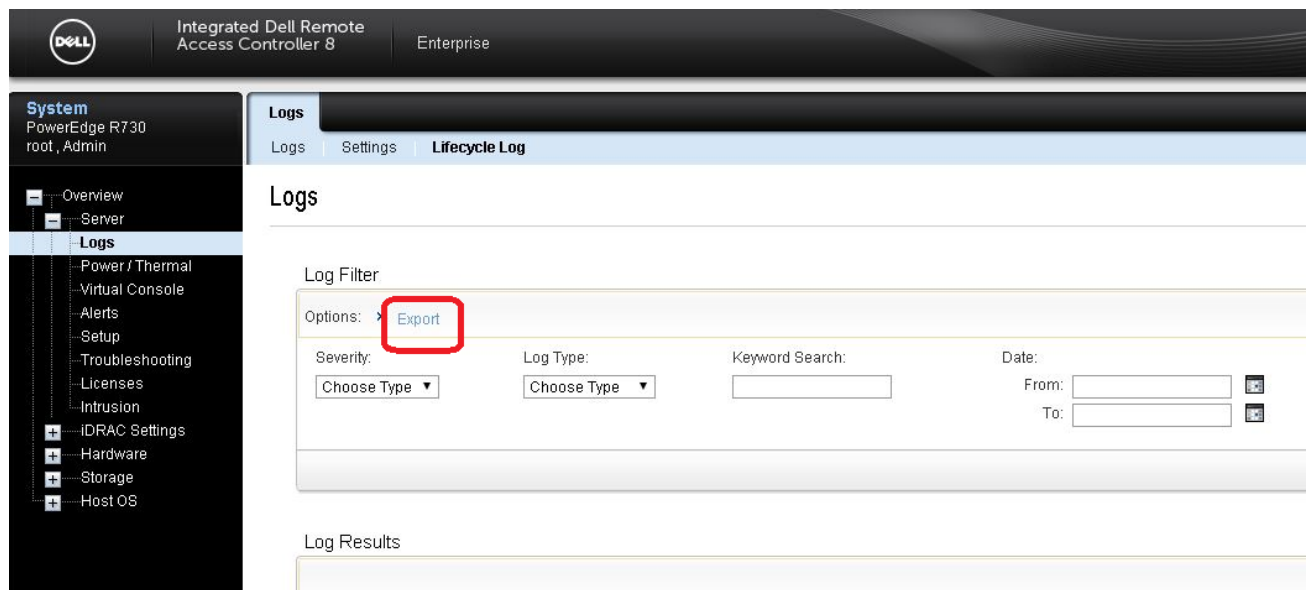 DELL
Integrated Dell Remote
Access Controller 8
Enterprise
System
PowerEdge R730
root , Admin
Overview
Server
Logs
Power / Thermal
Virtual Console
Alerts
Setup
Troubleshooting
Licenses
Intrusion
iDRAC Settings
Hardware
Storage
Host OS
Logs
Logs Settings Lifecycle Log
Logs
Log Filter
Options: Export
Severity: Log Type: Keyword Search: Date:
Choose Type Choose Type From:
To:
Log Results